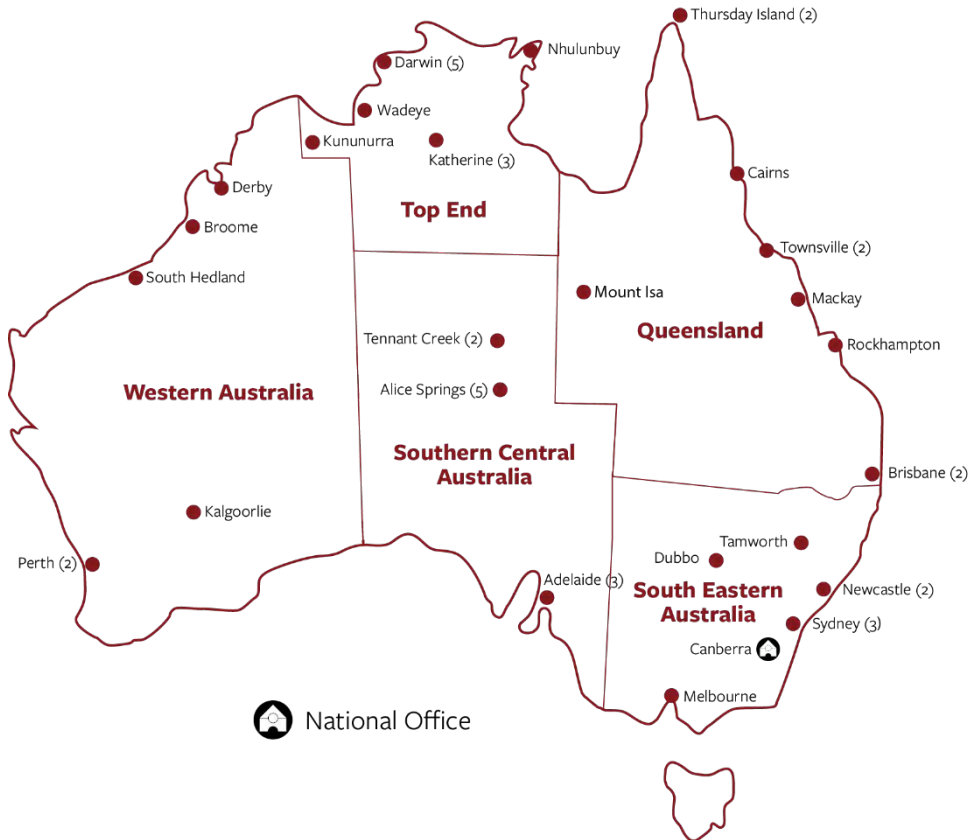 Thursday Island (2)
Nhulunbuy
Darwin (5)
Wadeye
Kununurra
Katherine (3)
Cairns
Derby
Top End
Broome
Townsville (2)
South Hedland
Mount Isa
Mackay
Queensland
Tennant Creek (2)
Rockhampton
Western Australia
Alice Springs (5)
Southern Central
Australia
Brisbane (2)
Kalgoorlie
Tamworth
Dubbo
Perth (2)
Adelaide (3)
South Eastern
Australia
Newcastle (2)
Sydney (3)
Canberra
Melbourne
National Office